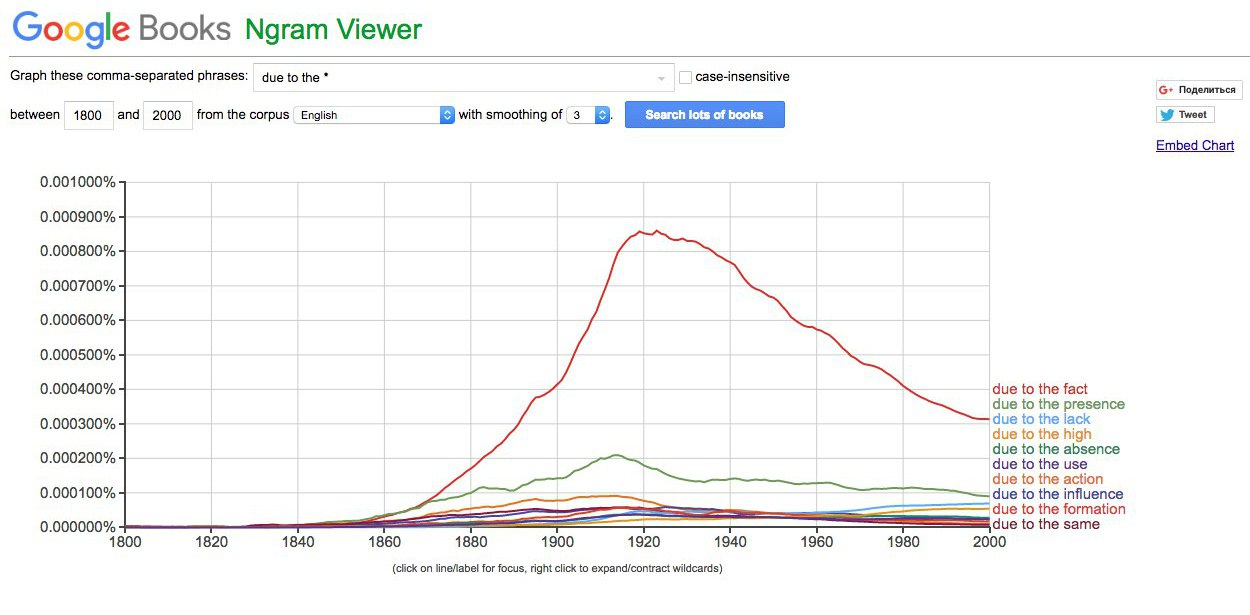 Google Books Ngram Viewer
Graph these comma-separated phrases: due to the * case-insensitive
between 1800 and 2000 from the corpus English with smoothing of 3 . Search lots of books
G+ Поделиться
Tweet
Embed Chart
0.001000%
0.000900%
0.000800%
0.000700%
0.000600%
0.000500%
0.000400%
0.000300%
0.000200%
0.000100%
0.000000%
1800 1820 1840 1860 1880 1900 1920 1940 1960 1980 2000
due to the fact
due to the presence
due to the lack
due to the high
due to the absence
due to the use
due to the action
due to the influence
due to the formation
due to the same
(click on line/label for focus, right click to expand/contract wildcards)